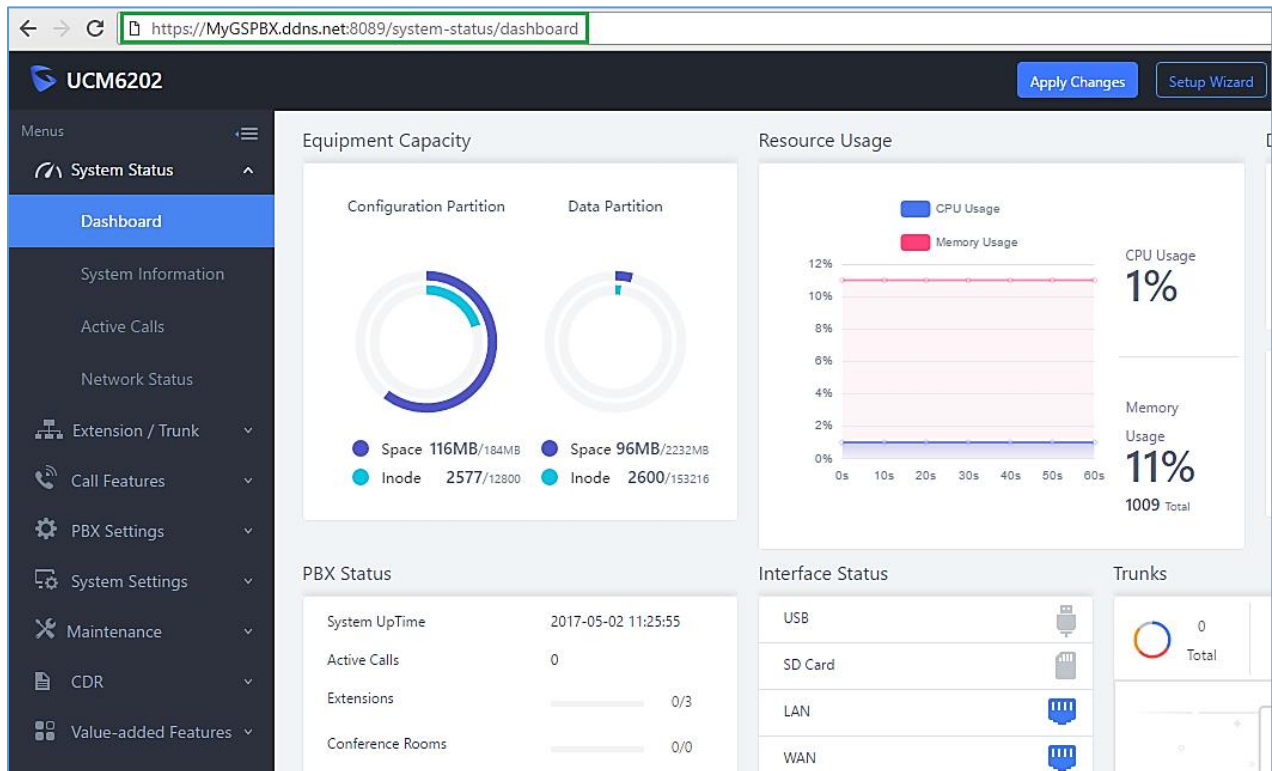 https://MyGSPBX.ddns.net:8089/system-status/dashboard
UCM6202
Apply Changes
Setup Wizard
Menus
System Status
Dashboard
System Information
Active Calls
Network Status
Extension / Trunk
Call Features
PBX Settings
System Settings
Maintenance
CDR
Value-added Features
Equipment Capacity
Configuration Partition
Data Partition
Space 116MB/184MB
Inode 2577/12800
Space 96MB/2232MB
Inode 2600/153216
Resource Usage
CPU Usage
Memory Usage
12%
10%
8%
6%
4%
2%
0%
0s 10s 20s 30s 40s 50s 60s
CPU Usage
1%
Memory
Usage
11%
1009 Total
PBX Status
System UpTime 2017-05-02 11:25:55
Active Calls 0
Extensions 0/3
Conference Rooms 0/0
Interface Status
USB
SD Card
LAN
WAN
Trunks
0
Total